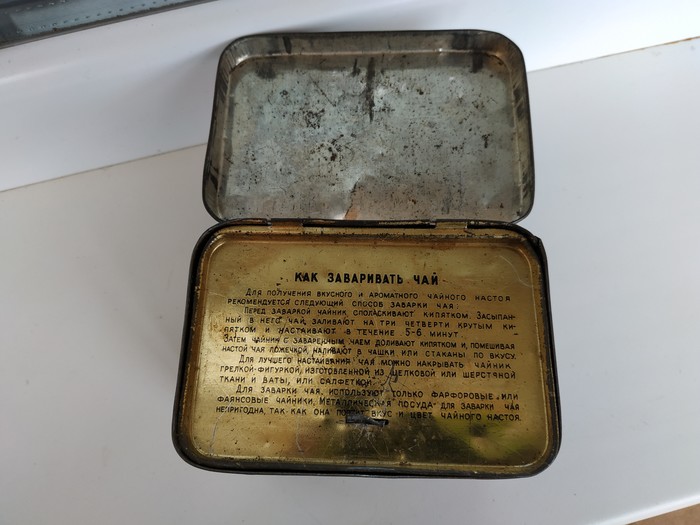 КАК ЗАВАРИВАТЬ ЧАЙ
Для получения вкусного и ароматного чайного настоя
рекомендуется следующий способ заварки чая:
Перед заваркой чайник споласкивают кипятком. Засыпан-
ный в него чай, заливают на три четверти крутым ки-
пятком и настаивают в течение 5-6 минут.
Затем чайник с заваренным чаем доливают кипятком и, помешивая
настой чая ложечкой, наливают в чашки или стаканы по вкусу.
Для лучшего настаивания чая можно накрывать чайник
грелкой-фигуркой, изготовленной из шелковой или шерстяной
ткани и ваты, или салфеткой.
Для заварки чая, используют только фарфоровые или
фаянсовые чайники. Металлическая посуда для заварки чая
непригодна, так как она портит вкус и цвет чайного настоя.